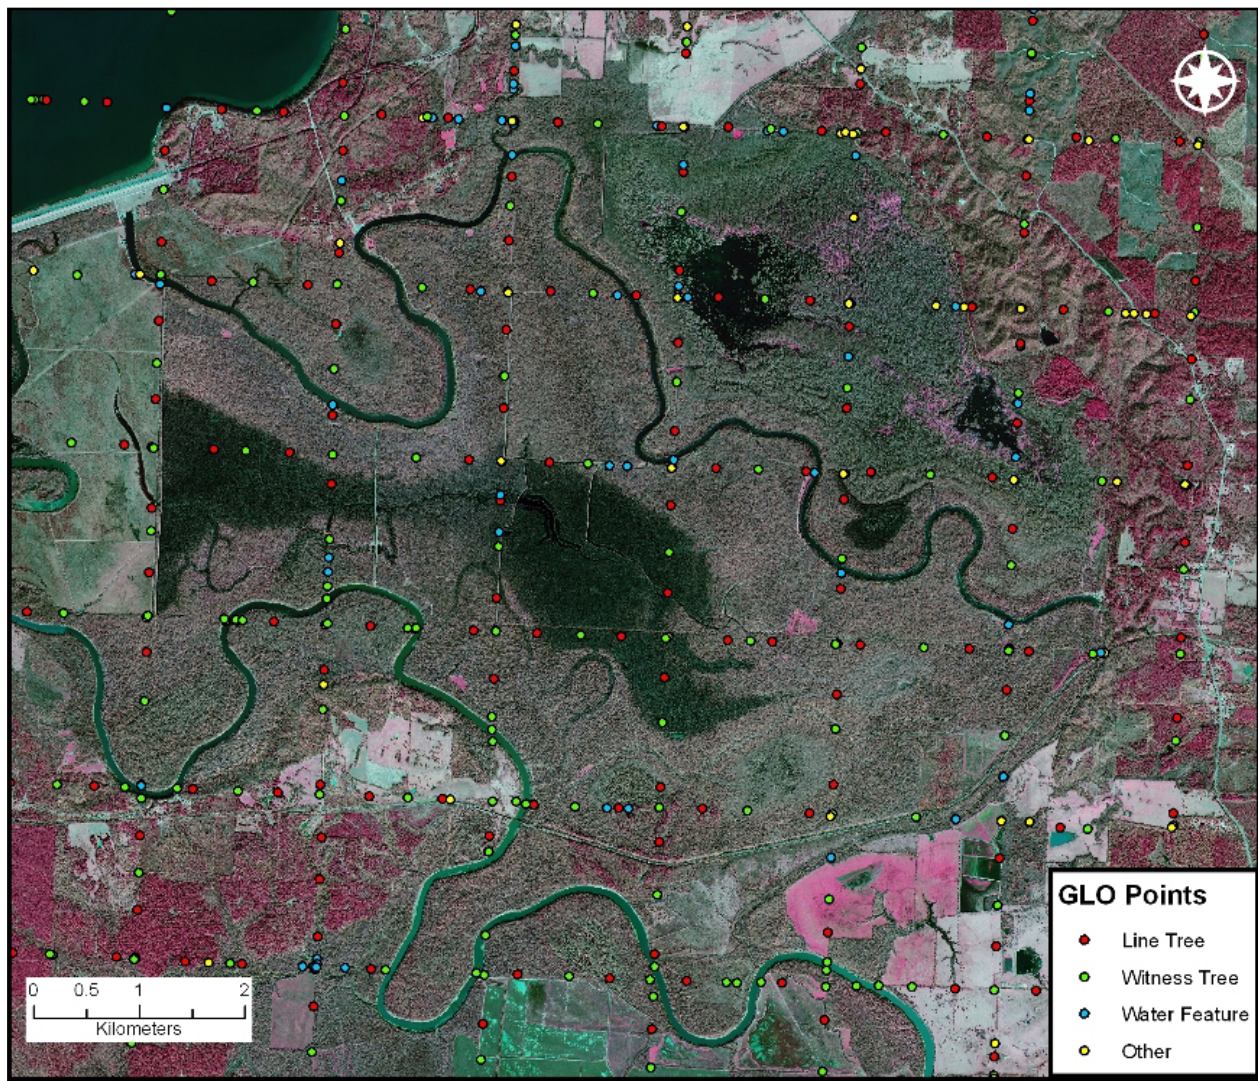 GLO Points
Line Tree
Witness Tree
Water Feature
Other
0 0.5 1 2
Kilometers